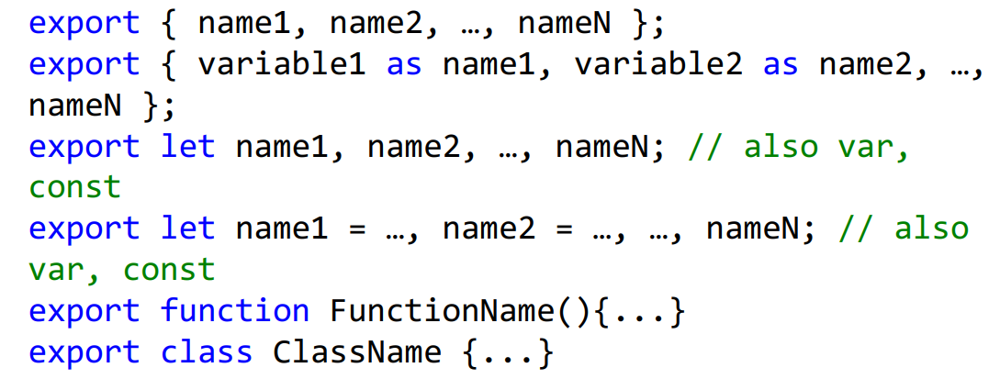 export { name1, name2, …, nameN };
export { variable1 as name1, variable2 as name2, …,
nameN };
export let name1, name2, …, nameN; // also var,
const
export let name1 = …, name2 = …, …, nameN; // also
var, const
export function FunctionName(){...}
export class ClassName {...}